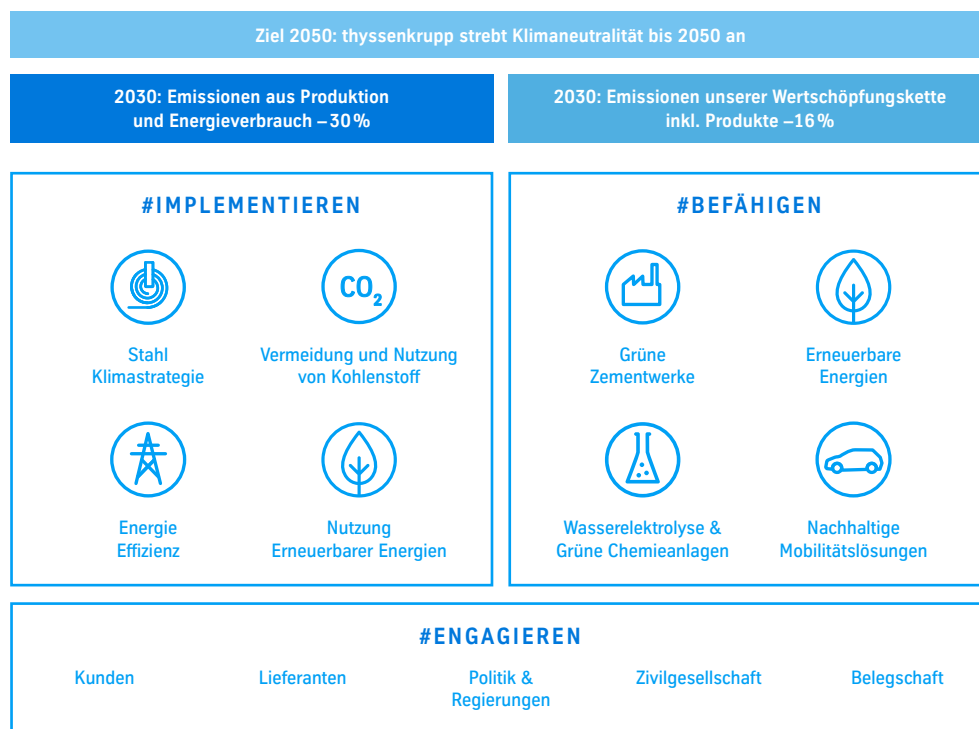 Ziel 2050: thyssenkrupp strebt Klimaneutralität bis 2050 an
2030: Emissionen aus Produktion
und Energieverbrauch –30 %
2030: Emissionen unserer Wertschöpfungskette
inkl. Produkte –16 %
#IMPLEMENTIEREN
CO₂
Stahl
Klimastrategie
Vermeidung und Nutzung
von Kohlenstoff
Energie
Effizienz
Nutzung
Erneuerbarer Energien
#BEFÄHIGEN
Grüne
Zementwerke
Erneuerbare
Energien
Wasserelektrolyse &
Grüne Chemieanlagen
Nachhaltige
Mobilitätslösungen
#ENGAGIEREN
Kunden
Lieferanten
Politik &
Regierungen
Zivilgesellschaft
Belegschaft